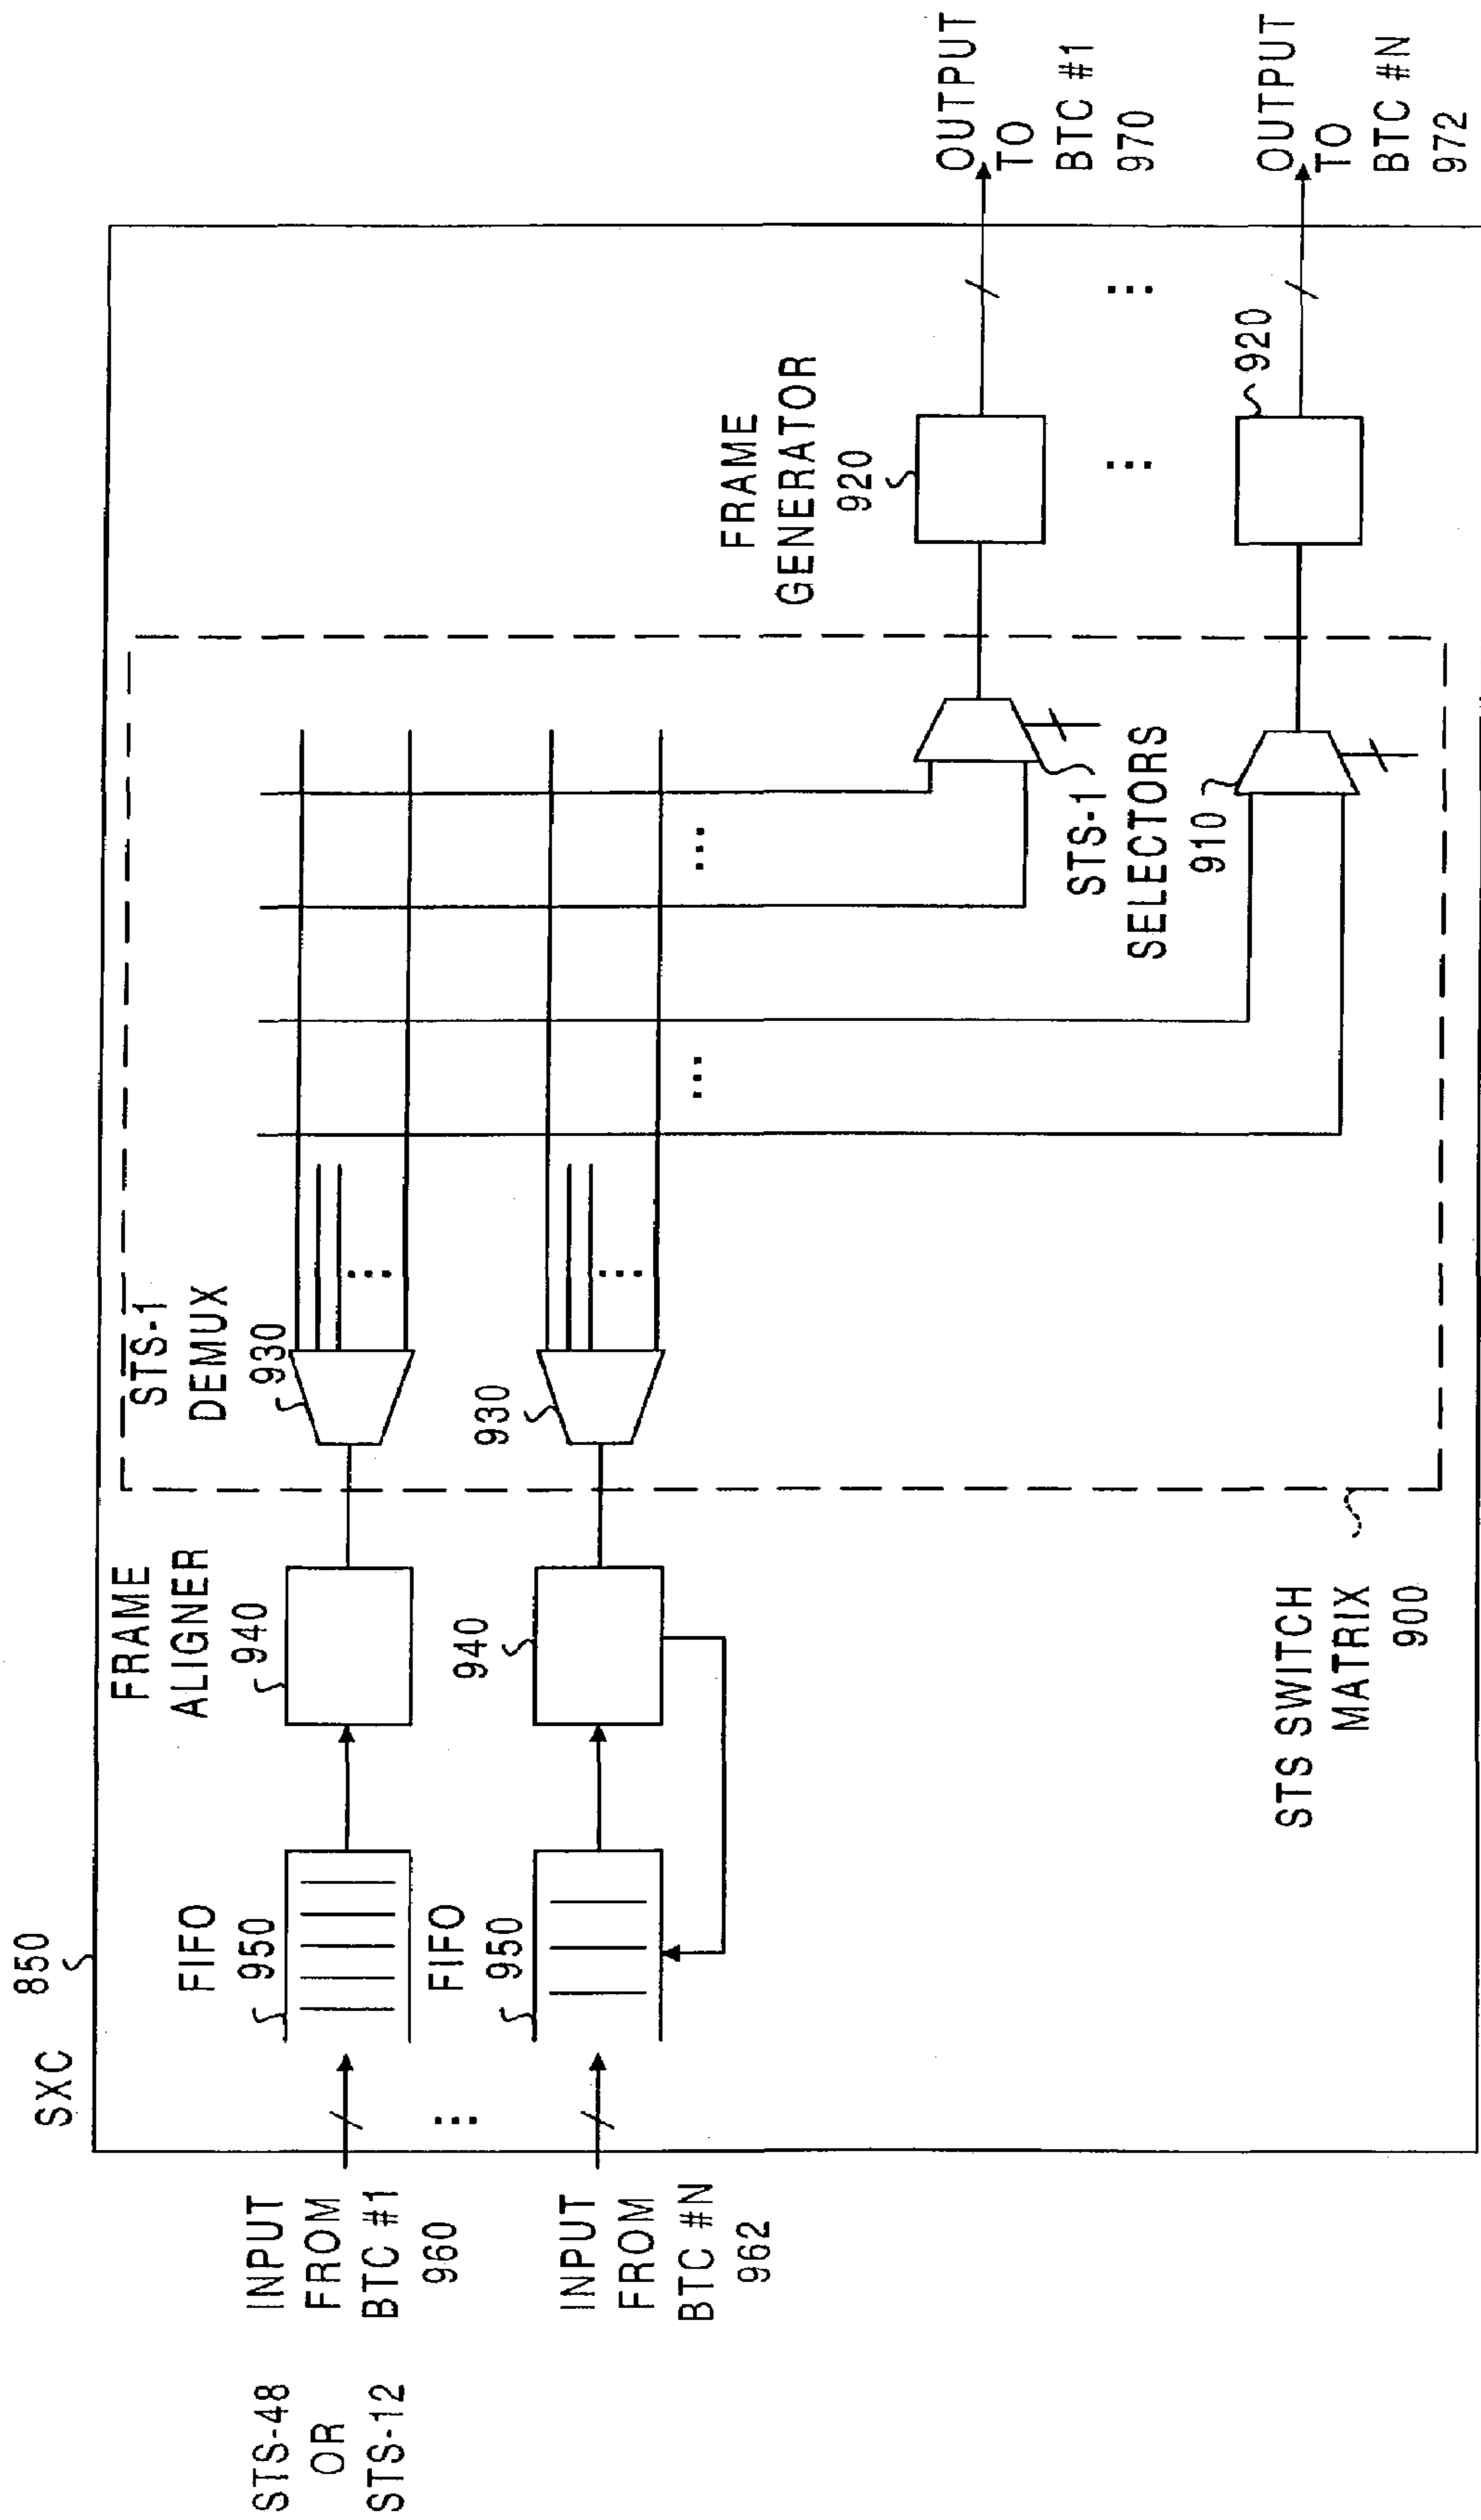 SXC
850
STS-48
OR
STS-12
INPUT
FROM
BTC #1
960
INPUT
FROM
BTC #N
962
FIFO
950
FIFO
950
FRAME
ALIGNER
940
940
STS-1
DEMUX
930
930
STS SWITCH
MATRIX
900
STS-1
SELECTORS
910
FRAME
GENERATOR
920
920
OUTPUT
TO
BTC #1
970
OUTPUT
TO
BTC #N
972